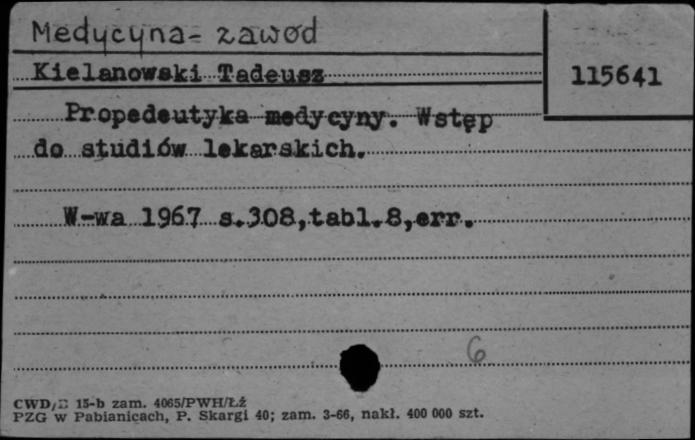 Medycyna - zawód
Kielanowski Tadeusz
115641
Propedeutyka medycyny. Wstęp
do studiów lekarskich.
W-wa 1967 s.308,tabl.8,err.
6
CWD/E 15-b zam. 4065/PWH/Łź
PZG w Pabianicach, P. Skargi 40; zam. 3-66, nakł. 400 000 szt.